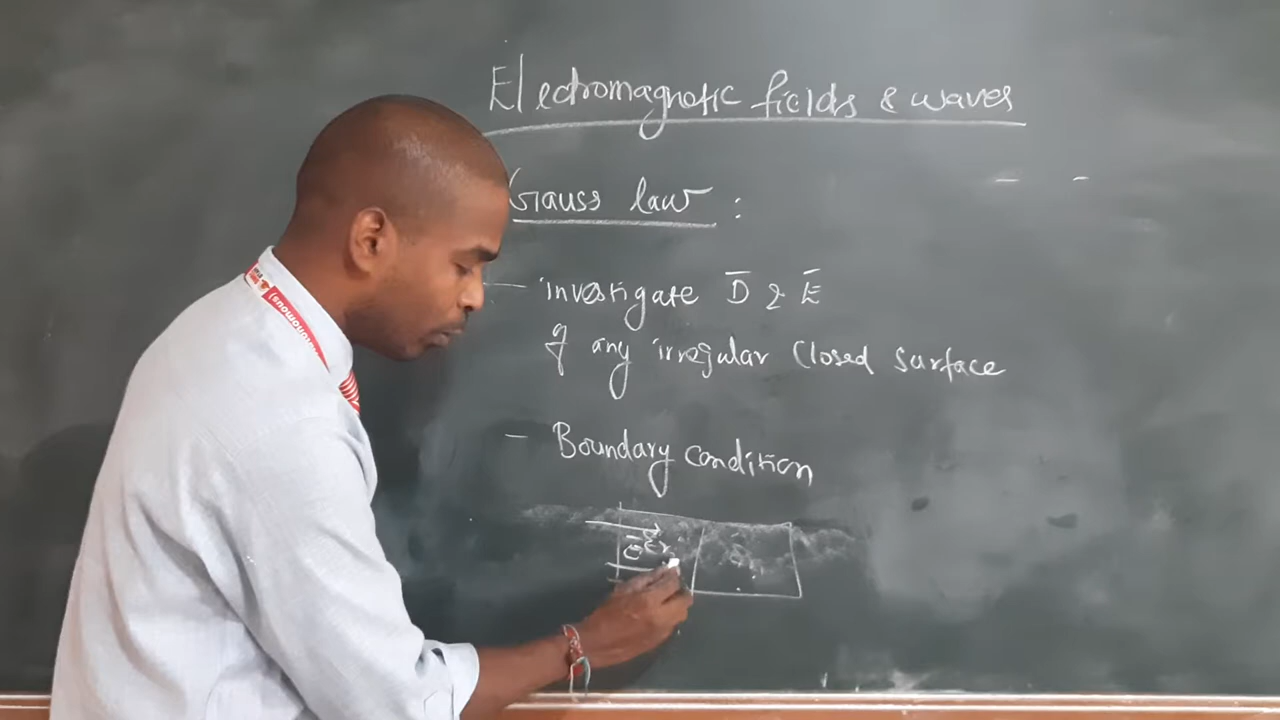 Electromagnetic fields & waves
Gauss law :
- investigate D̅ & E̅
of any irregular closed surface
- Boundary condition